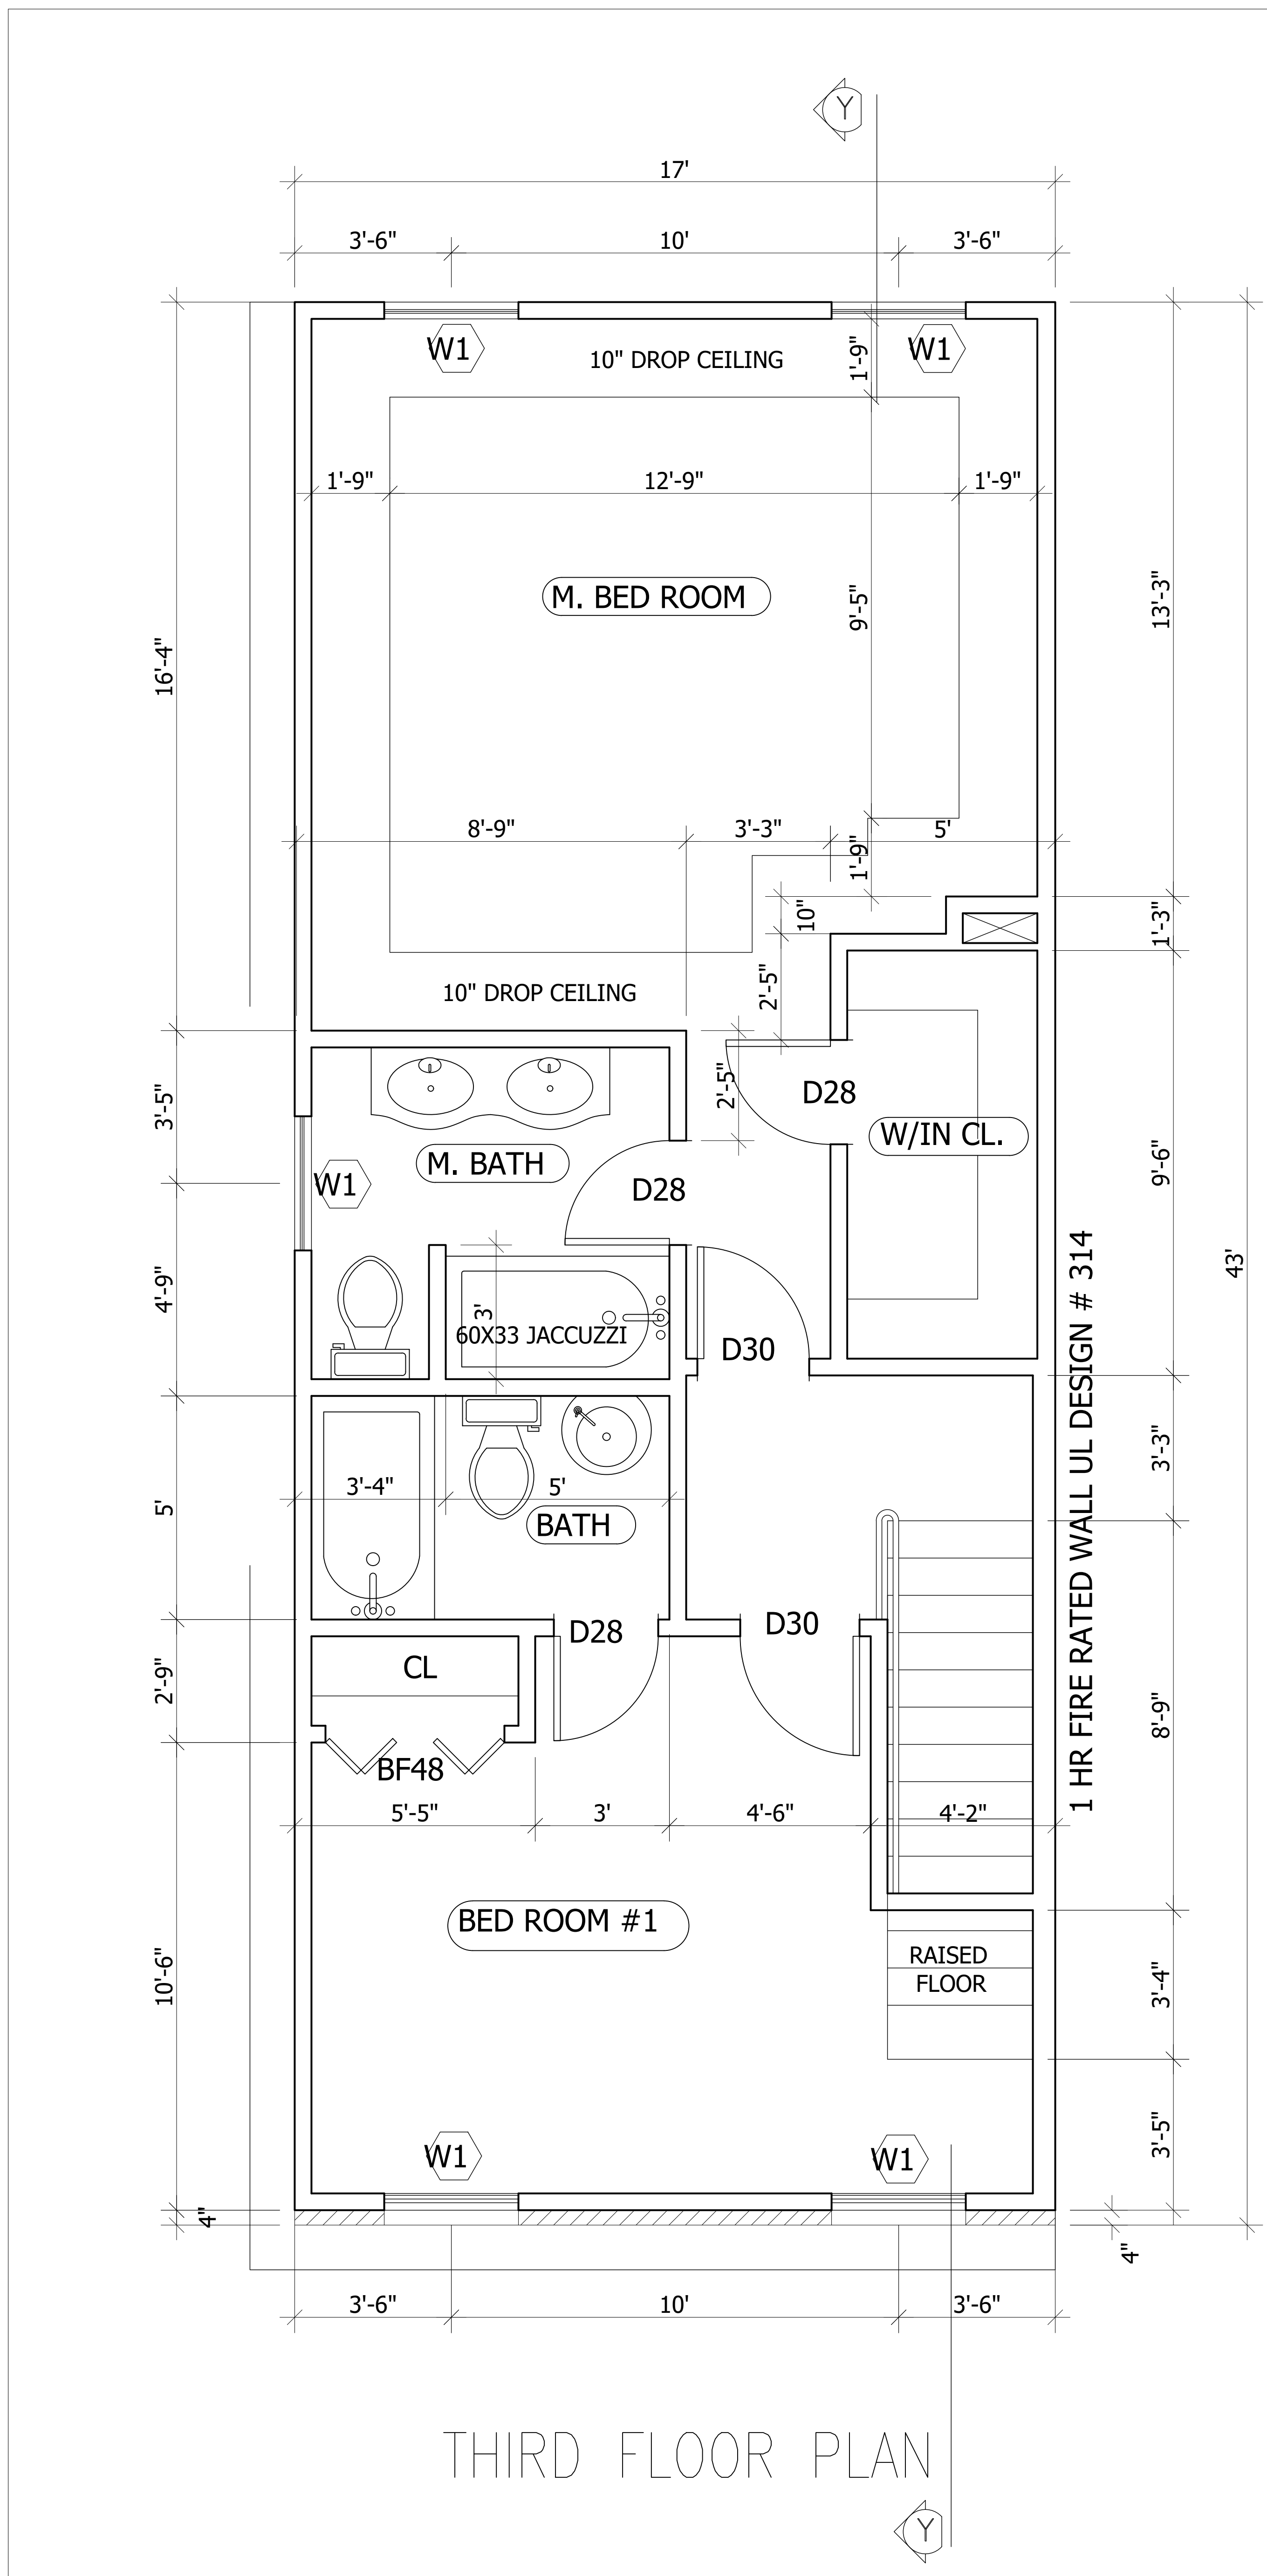 Y
17'
3'-6"
10'
3'-6"
W1
10" DROP CEILING
1'-9"
W1
1'-9"
12'-9"
1'-9"
M. BED ROOM
9'-5"
13'-3"
16'-4"
8'-9"
3'-3"
5'
1'-9"
10"
1'-3"
2'-5"
10" DROP CEILING
3'-5"
2'-5"
D28
W/IN CL.
M. BATH
W1
D28
9'-6"
43'
4'-9"
3'
60X33 JACCUZZI
D30
1 HR FIRE RATED WALL UL DESIGN # 314
3'-3"
3'-4"
5'
5'
BATH
D28
D30
CL
2'-9"
BF48
8'-9"
5'-5"
3'
4'-6"
4'-2"
BED ROOM #1
RAISED
FLOOR
10'-6"
3'-4"
3'-5"
W1
W1
4"
4"
3'-6"
10'
3'-6"
THIRD FLOOR PLAN
Y